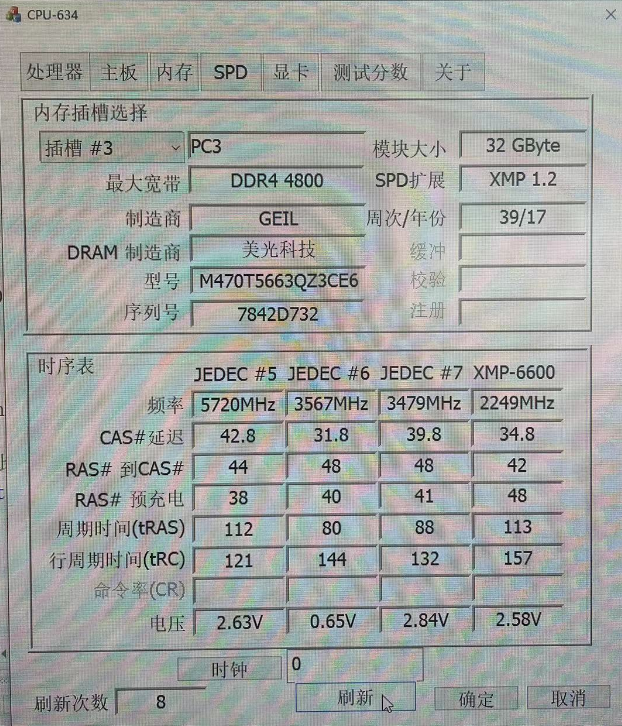 CPU-634
处理器 主板 内存 SPD 显卡 测试分数 关于
内存插槽选择
插槽 #3 PC3 模块大小 32 GByte
最大宽带 DDR4 4800 SPD扩展 XMP 1.2
制造商 GEIL 周次/年份 39/17
DRAM 制造商 美光科技 缓冲
型号 M470T5663QZ3CE6 校验
序列号 7842D732 注册
时序表
JEDEC #5 JEDEC #6 JEDEC #7 XMP-6600
频率 5720MHz 3567MHz 3479MHz 2249MHz
CAS#延迟 42.8 31.8 39.8 34.8
RAS# 到CAS# 44 48 48 42
RAS# 预充电 38 40 41 48
周期时间(tRAS) 112 80 88 113
行周期时间(tRC) 121 144 132 157
命令率(CR)
电压 2.63V 0.65V 2.84V 2.58V
时钟 0
刷新次数 8 刷新 确定 取消